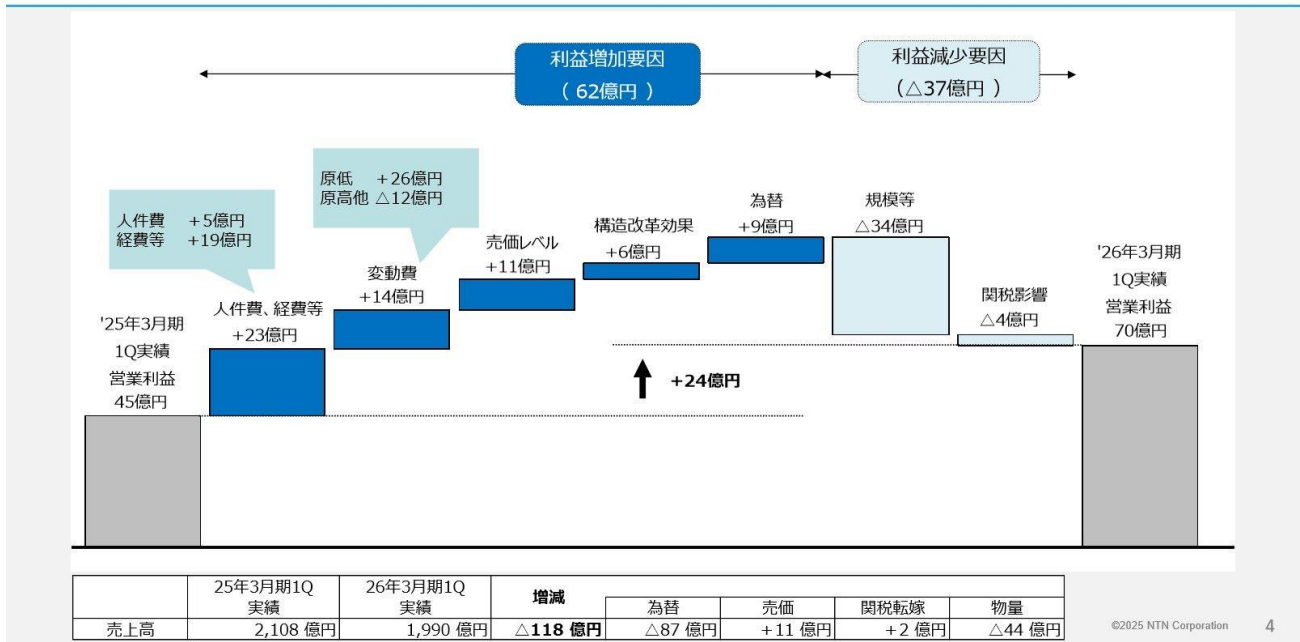 利益増加要因
( 62億円 )
利益減少要因
(△37億円 )
人件費 +5億円
経費等 +19億円
原低 +26億円
原高他 △12億円
'25年3月期
1Q実績
営業利益
45億円
人件費、経費等
+23億円
変動費
+14億円
売価レベル
+11億円
構造改革効果
+6億円
為替
+9億円
規模等
△34億円
関税影響
△4億円
'26年3月期
1Q実績
営業利益
70億円
+24億円
25年3月期1Q 26年3月期1Q 増減
実績 実績 為替 売価 関税転嫁 物量
売上高 2,108 億円 1,990 億円 △118 億円 △87 億円 +11 億円 +2 億円 △44 億円
©2025 NTN Corporation 4